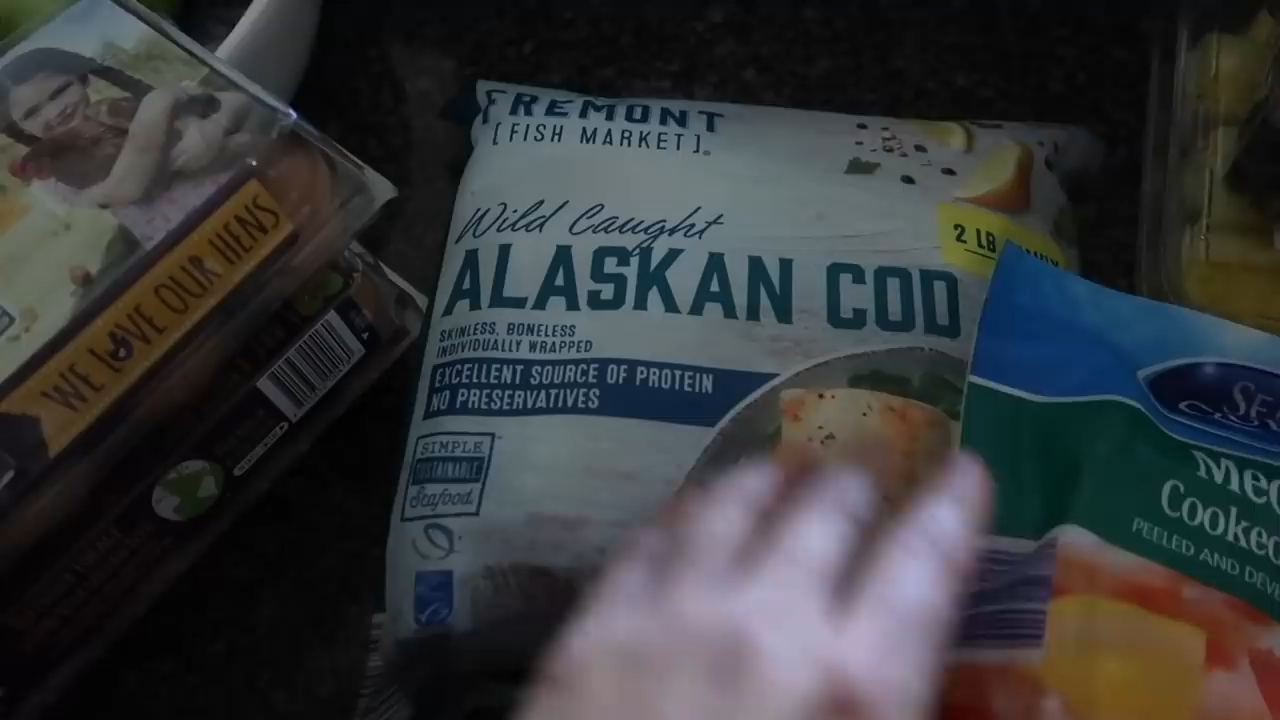 WE LOVE OUR HENS
FREMONT
[FISH MARKET].
Wild Caught
ALASKAN COD
2 LB
SKINLESS, BONELESS
INDIVIDUALLY WRAPPED
EXCELLENT SOURCE OF PROTEIN
NO PRESERVATIVES
SIMPLE
SUSTAINABLE
Seafood
Cooked
PEELED AND